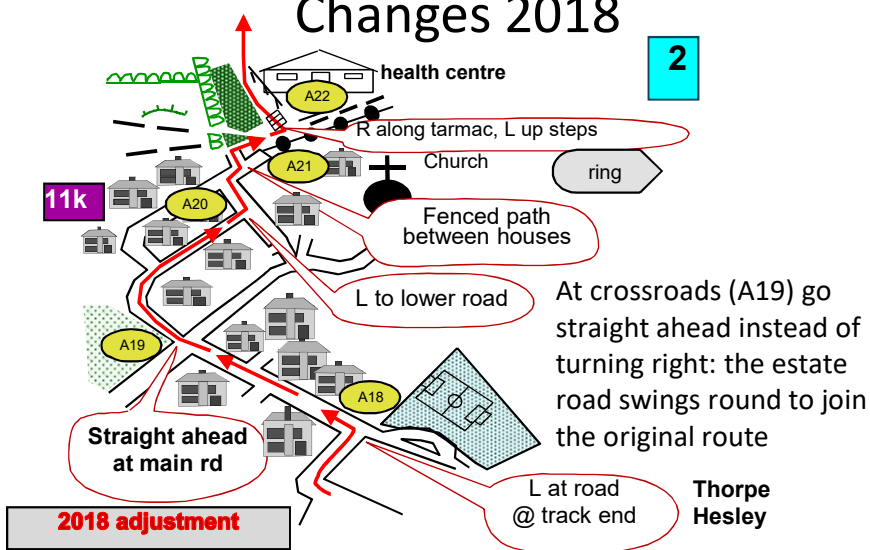 Changes 2018
2
health centre
A22
R along tarmac, L up steps
A21
Church
ring
11k
A20
Fenced path
between houses
L to lower road
At crossroads (A19) go
straight ahead instead of
turning right: the estate
road swings round to join
the original route
A19
A18
Straight ahead
at main rd
L at road
@ track end
Thorpe
Hesley
2018 adjustment